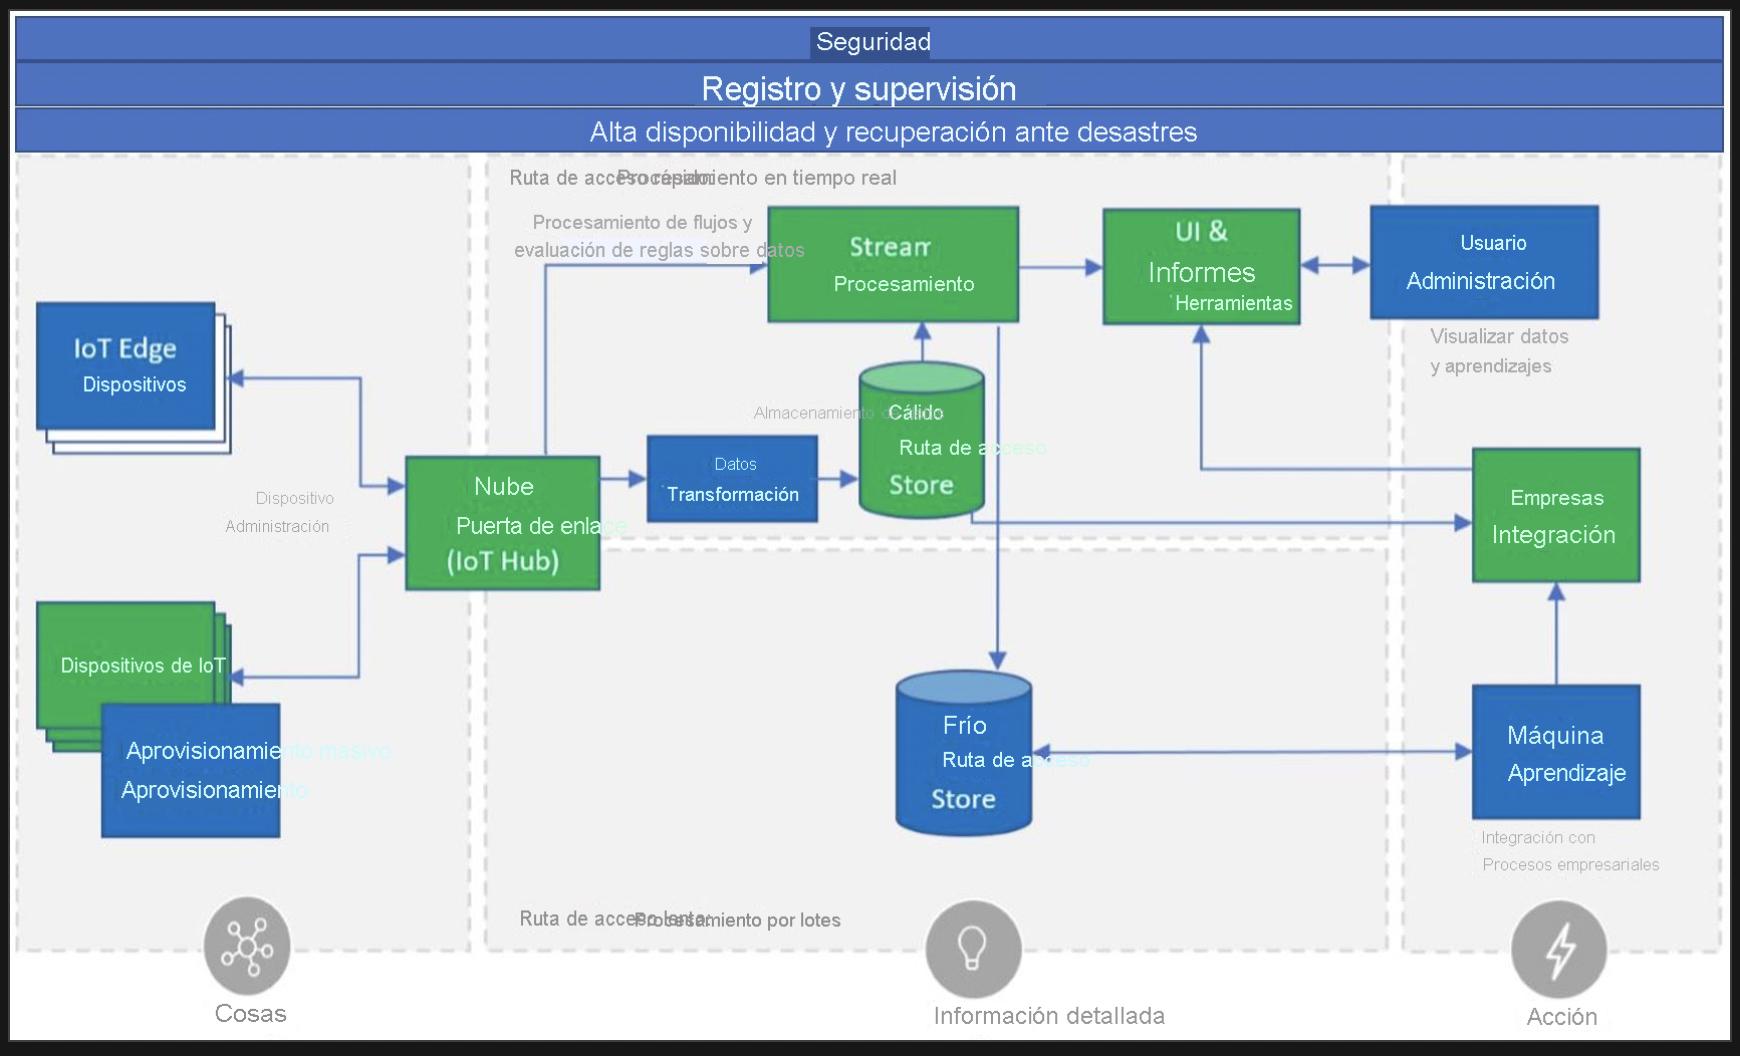 Seguridad
Registro y supervisión
Alta disponibilidad y recuperación ante desastres
Ruta de acceso rápido: Procesamiento en tiempo real
Procesamiento de flujos y
evaluación de reglas sobre datos
Stream
Procesamiento
UI &
Informes
Herramientas
Usuario
Administración
Visualizar datos
y aprendizajes
IoT Edge
Dispositivos
Dispositivo
Administración
Nube
Puerta de enlace
(IoT Hub)
Datos
Transformación
Almacenamiento de
Cálido
Ruta de acceso
Store
Empresas
Integración
Dispositivos de IoT
Aprovisionamiento masivo
Aprovisionamiento
Frío
Ruta de acceso
Store
Máquina
Aprendizaje
Integración con
Procesos empresariales
Ruta de acceso lenta: Procesamiento por lotes
Cosas
Información detallada
Acción